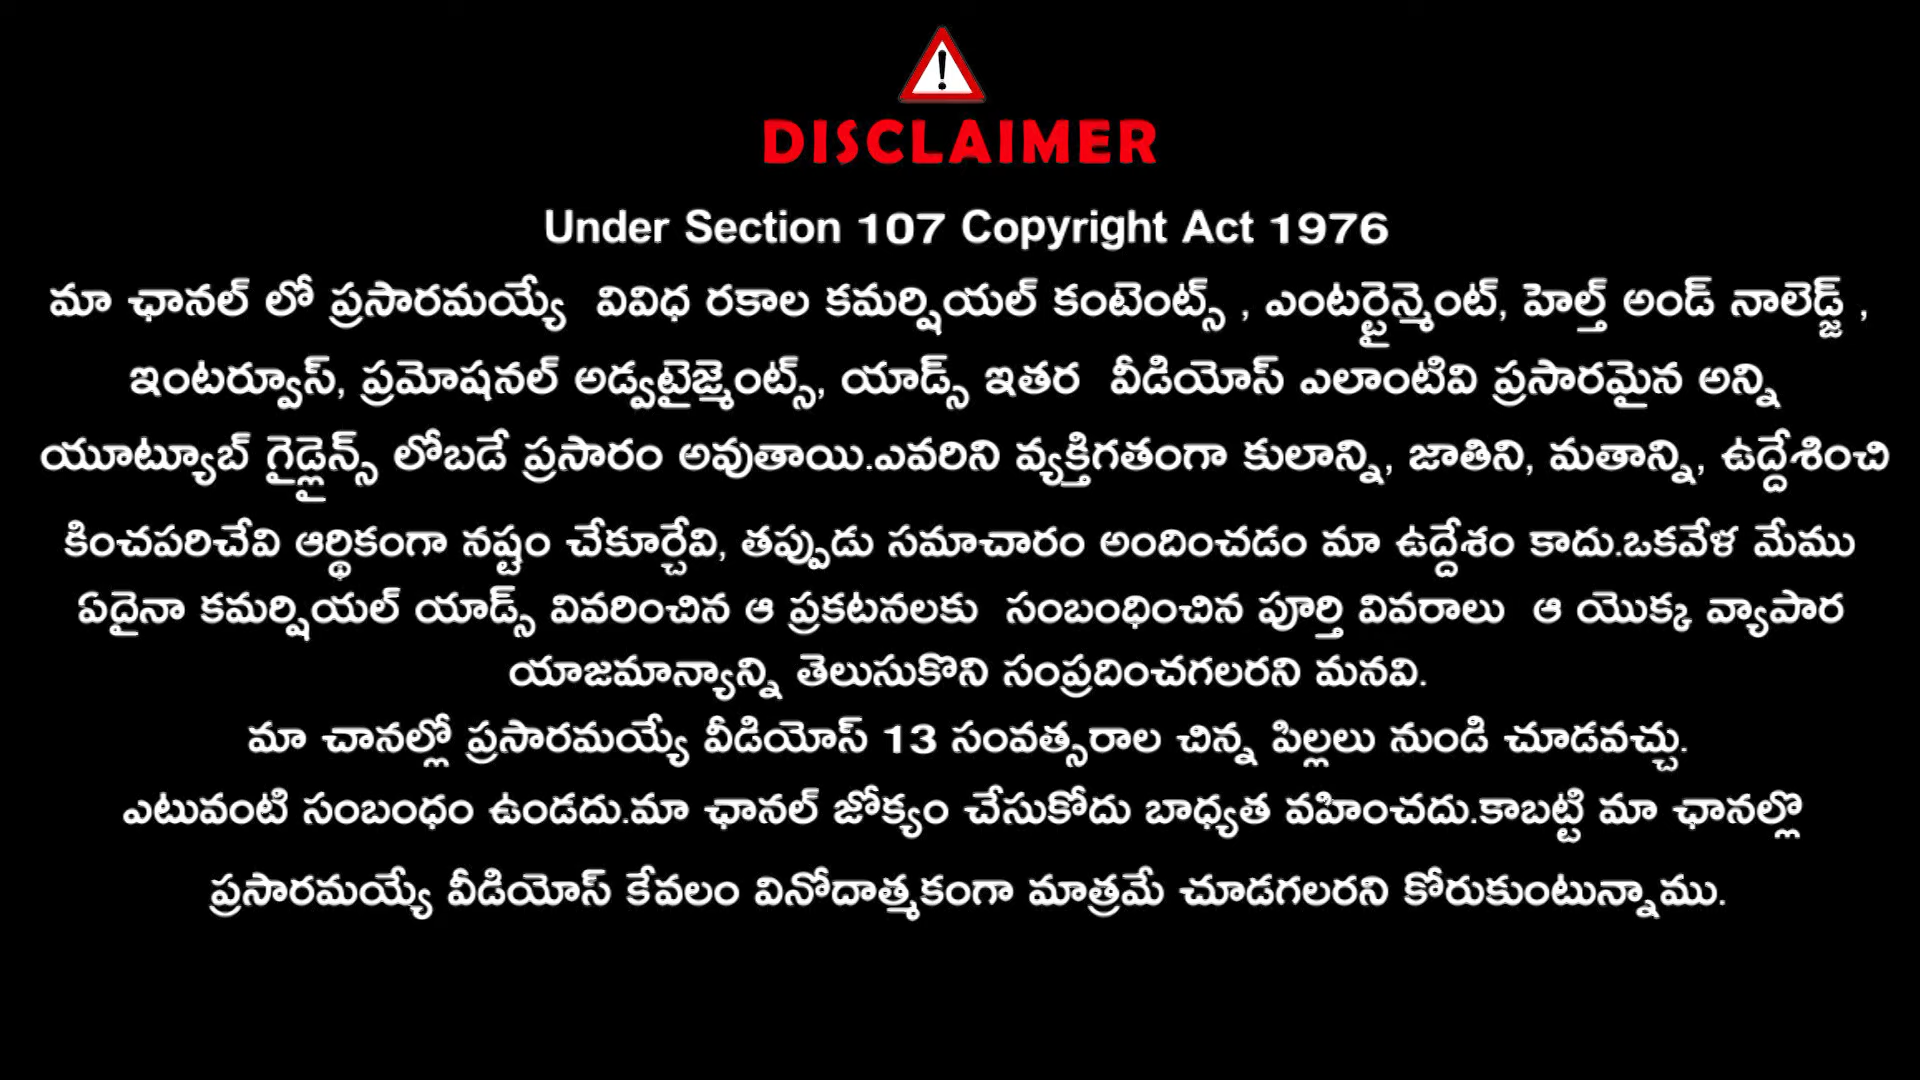 DISCLAIMER
Under Section 107 Copyright Act 1976
మా ఛానల్ లో ప్రసారమయ్యే వివిధ రకాల కమర్షియల్ కంటెంట్స్ , ఎంటర్టైన్మెంట్, హెల్త్ అండ్ నాలెడ్జ్ ,
ఇంటర్వూస్, ప్రమోషనల్ అడ్వటైజ్మెంట్స్, యాడ్స్ ఇతర వీడియోస్ ఎలాంటివి ప్రసారమైన అన్ని
యూట్యూబ్ గైడ్లైన్స్ లోబడే ప్రసారం అవుతాయి.ఎవరిని వ్యక్తిగతంగా కులాన్ని, జాతిని, మతాన్ని, ఉద్దేశించి
కించపరిచేవి ఆర్థికంగా నష్టం చేకూర్చేవి, తప్పుడు సమాచారం అందించడం మా ఉద్దేశం కాదు.ఒకవేళ మేము
ఏదైనా కమర్షియల్ యాడ్స్ వివరించిన ఆ ప్రకటనలకు సంబంధించిన పూర్తి వివరాలు ఆ యొక్క వ్యాపార
యాజమాన్యాన్ని తెలుసుకొని సంప్రదించగలరని మనవి.
మా చానల్లో ప్రసారమయ్యే వీడియోస్ 13 సంవత్సరాల చిన్న పిల్లలు నుండి చూడవచ్చు.
ఎటువంటి సంబంధం ఉండదు.మా ఛానల్ జోక్యం చేసుకోదు బాధ్యత వహించదు.కాబట్టి మా ఛానల్లొ
ప్రసారమయ్యే వీడియోస్ కేవలం వినోదాత్మకంగా మాత్రమే చూడగలరని కోరుకుంటున్నాము.